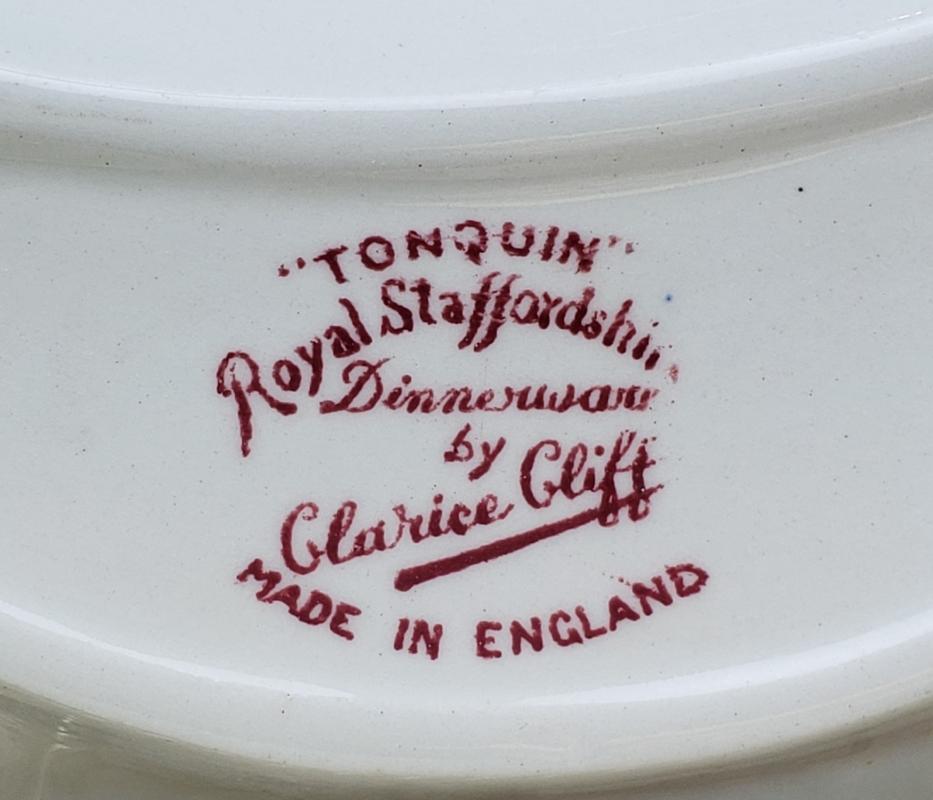 "TONQUIN"
Royal Staffordshire
Dinnerware
by
Clarice Cliff
MADE IN ENGLAND